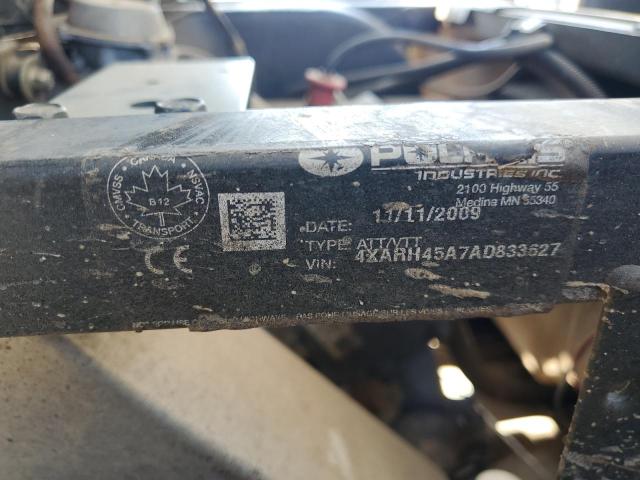 POLARIS
INDUSTRIES INC.
2100 Highway 55
Medina MN 55340
CANADA
CMVSS NSVAC
B12
TRANSPORT
CE
DATE: 11/11/2009
TYPE: ATT/VTT
VIN: 4XARH45A7AD833527